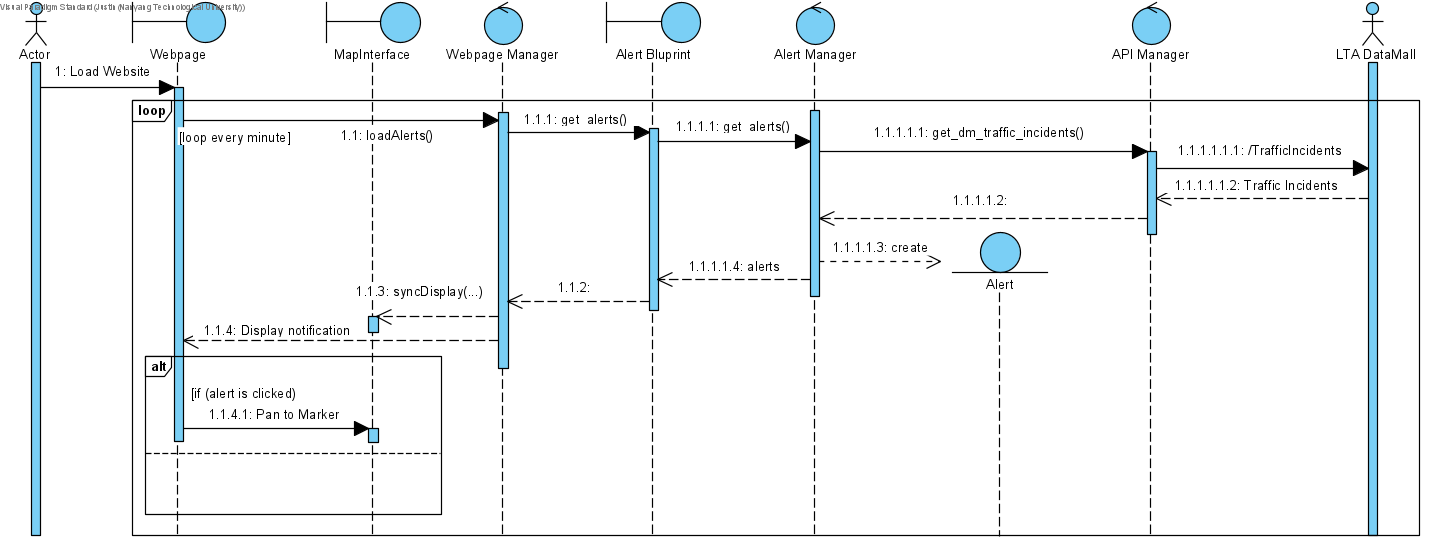 Visual Paradigm Standard (Justin (Nanyang Technological University))
Actor
Webpage
MapInterface
Webpage Manager
Alert Bluprint
Alert Manager
API Manager
LTA DataMall
1: Load Website
loop
[loop every minute]
1.1: loadAlerts()
1.1.1: get_alerts()
1.1.1.1: get_alerts()
1.1.1.1.1: get_dm_traffic_incidents()
1.1.1.1.1.1: /TrafficIncidents
1.1.1.1.1.2: Traffic Incidents
1.1.1.1.2:
1.1.1.1.3: create
Alert
1.1.1.1.4: alerts
1.1.2:
1.1.3: syncDisplay(...)
1.1.4: Display notification
alt
[if (alert is clicked)
1.1.4.1: Pan to Marker